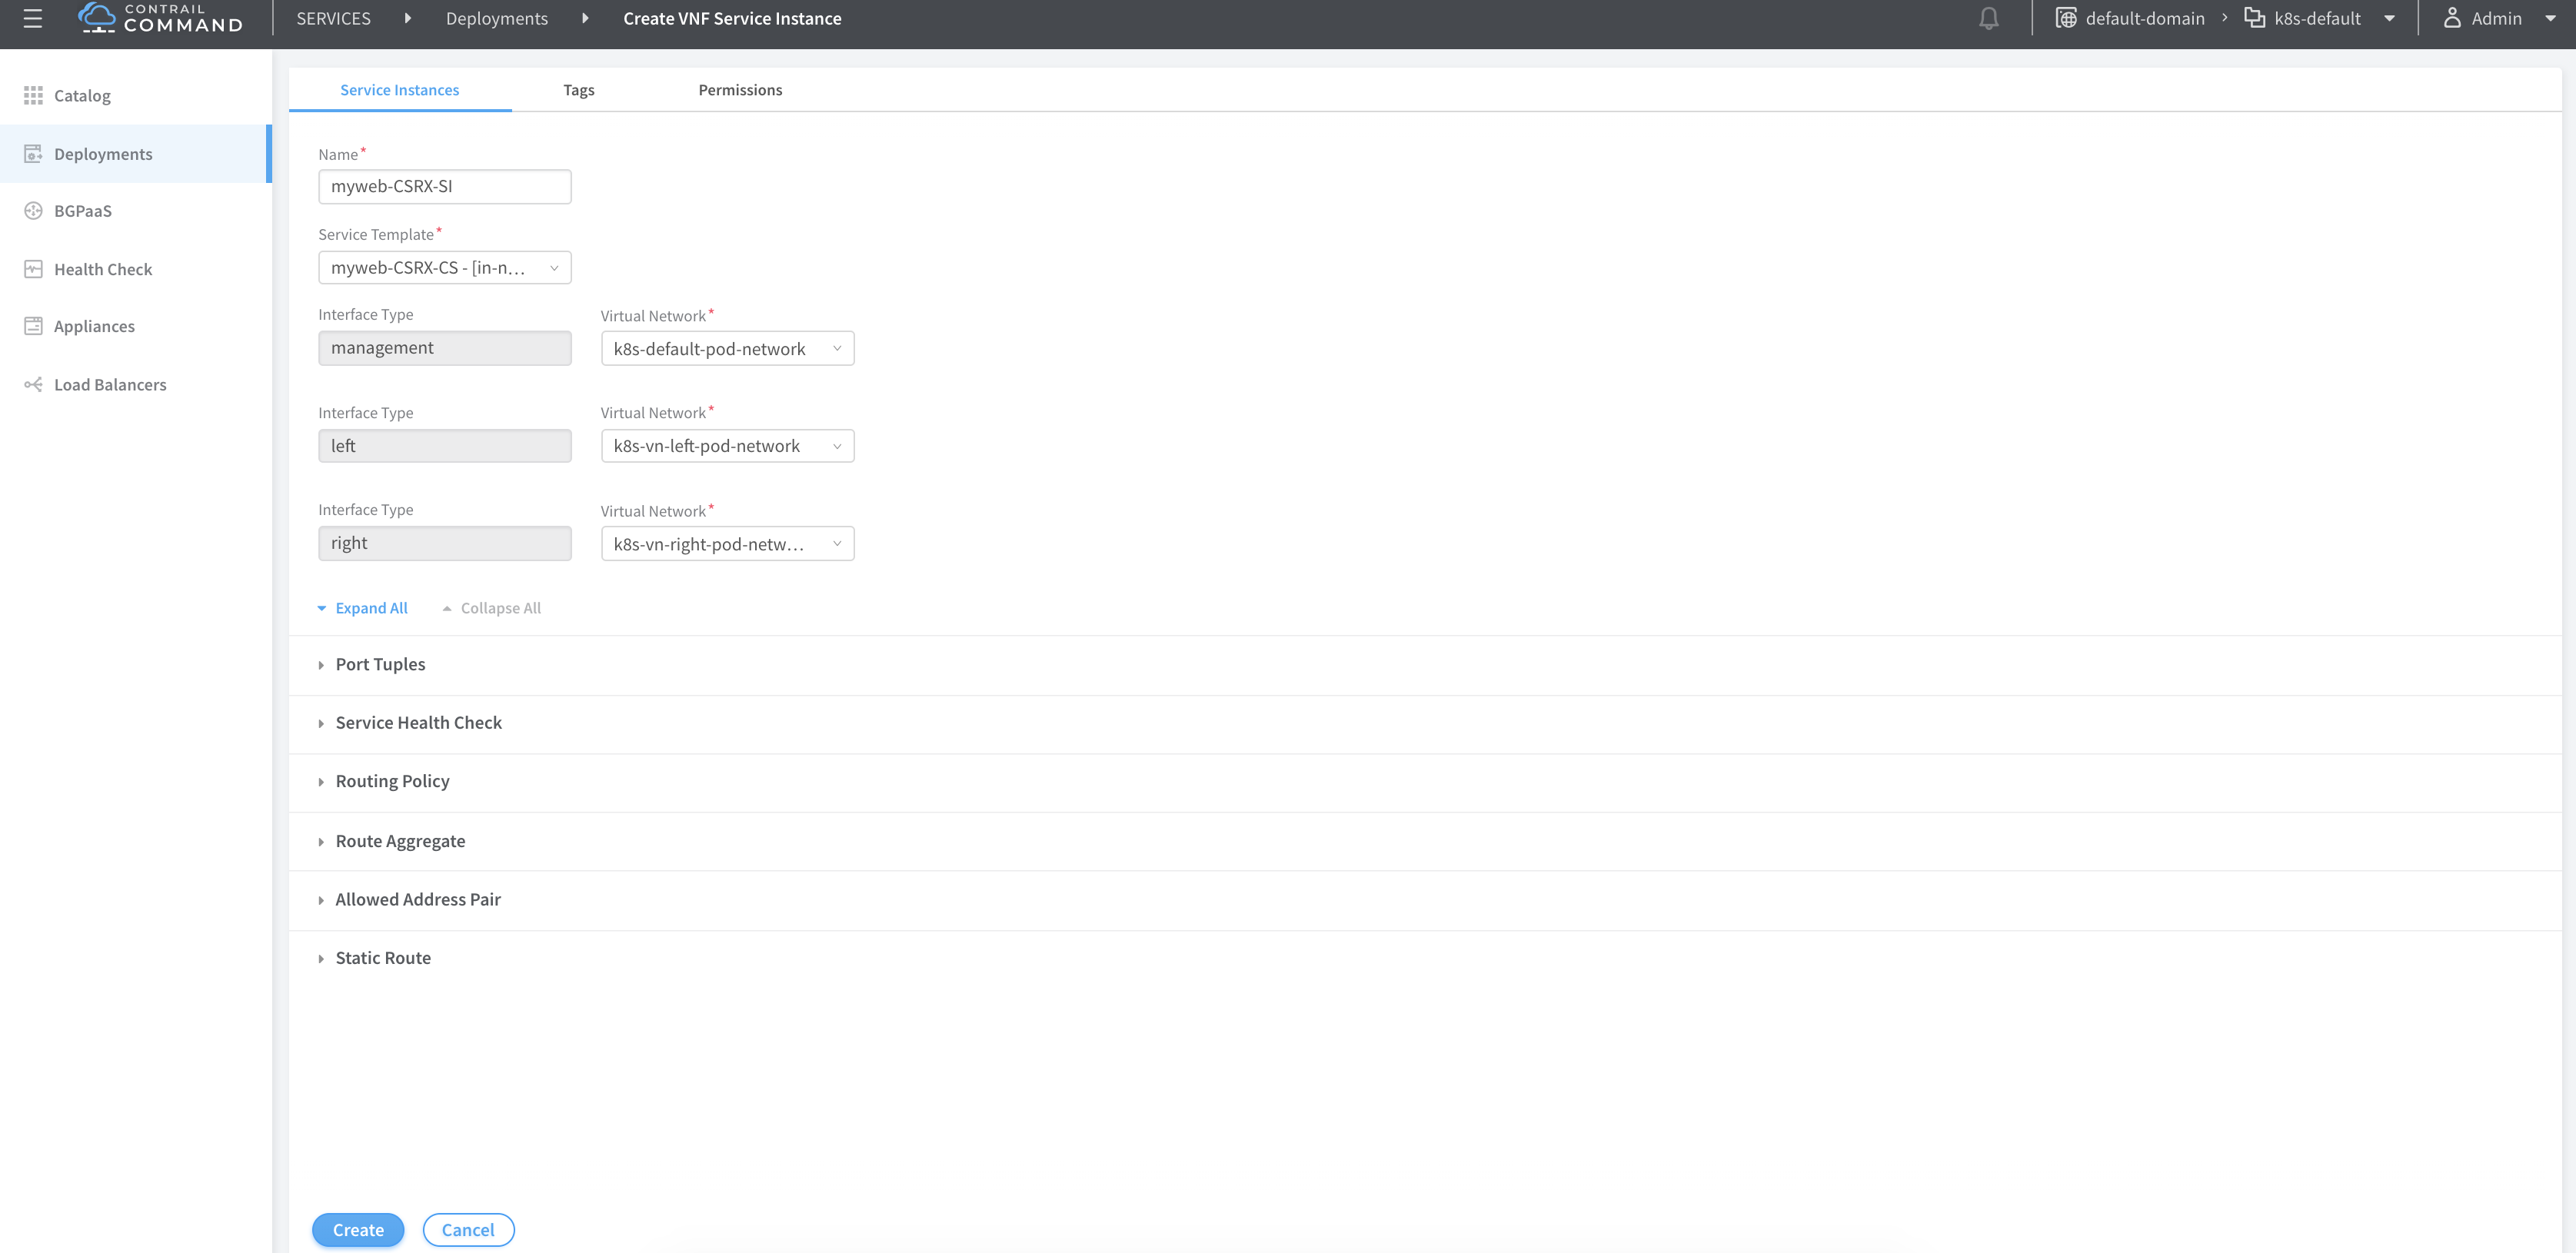 CONTRAIL
COMMAND
SERVICES
Deployments
Create VNF Service Instance
default-domain
k8s-default
Admin
Catalog
Deployments
BGPaaS
Health Check
Appliances
Load Balancers
Service Instances
Tags
Permissions
Name*
myweb-CSRX-SI
Service Template*
myweb-CSRX-CS - [in-n...
Interface Type
Virtual Network*
management
k8s-default-pod-network
Interface Type
Virtual Network*
left
k8s-vn-left-pod-network
Interface Type
Virtual Network*
right
k8s-vn-right-pod-netw...
Expand All
Collapse All
Port Tuples
Service Health Check
Routing Policy
Route Aggregate
Allowed Address Pair
Static Route
Create
Cancel